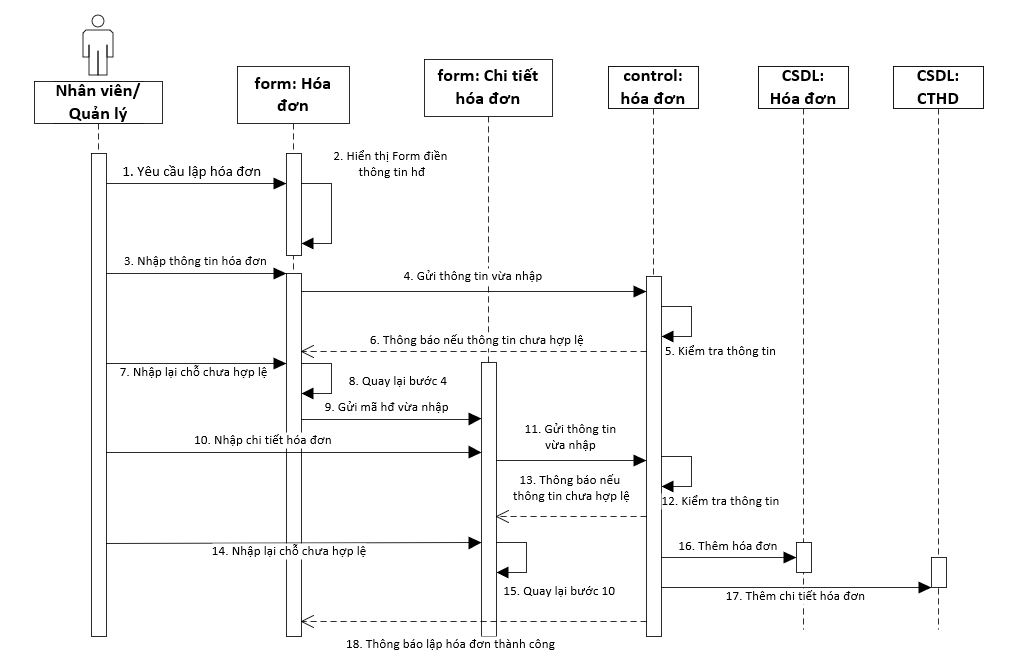 Nhân viên/
Quản lý
form: Hóa
đơn
form: Chi tiết
hóa đơn
control:
hóa đơn
CSDL:
Hóa đơn
CSDL:
CTHD
1. Yêu cầu lập hóa đơn
2. Hiển thị Form điền
thông tin hđ
3. Nhập thông tin hóa đơn
4. Gửi thông tin vừa nhập
5. Kiểm tra thông tin
6. Thông báo nếu thông tin chưa hợp lệ
7. Nhập lại chỗ chưa hợp lệ
8. Quay lại bước 4
9. Gửi mã hđ vừa nhập
10. Nhập chi tiết hóa đơn
11. Gửi thông tin
vừa nhập
12. Kiểm tra thông tin
13. Thông báo nếu
thông tin chưa hợp lệ
14. Nhập lại chỗ chưa hợp lệ
15. Quay lại bước 10
16. Thêm hóa đơn
17. Thêm chi tiết hóa đơn
18. Thông báo lập hóa đơn thành công